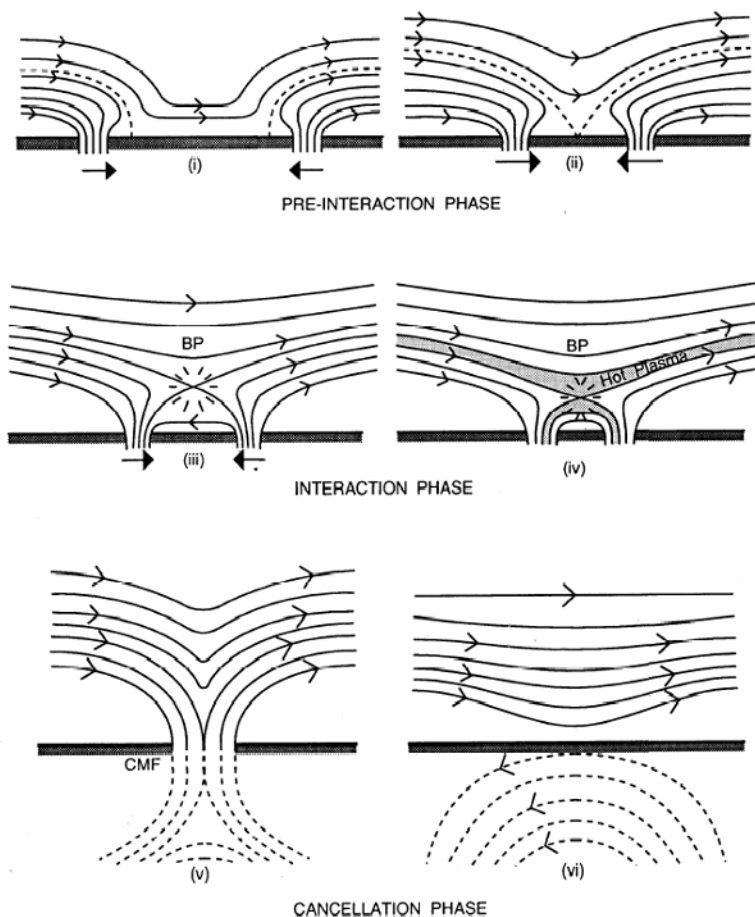 (i)
(ii)
PRE-INTERACTION PHASE
BP
(iii)
BP
Hot Plasma
(iv)
INTERACTION PHASE
CMF
(v)
(vi)
CANCELLATION PHASE